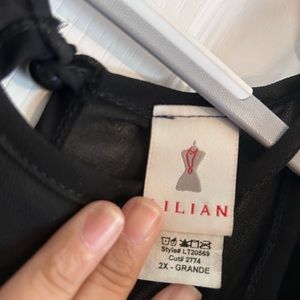 ILIAN
Style# LT20569
Cut# 2774
2X - GRANDE